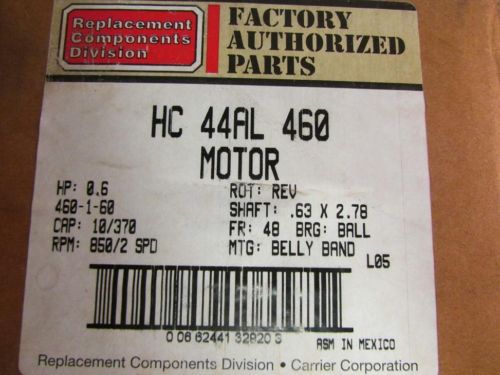 Replacement
Components
Division
FACTORY
AUTHORIZED
PARTS
HC 44AL 460
MOTOR
HP: 0.6
460-1-60
CAP: 10/370
RPM: 850/2 SPD
ROT: REV
SHAFT: .63 X 2.78
FR: 48 BRG: BALL
MTG: BELLY BAND
L05
0 06 62441 32920 3
ASM IN MEXICO
Replacement Components Division • Carrier Corporation